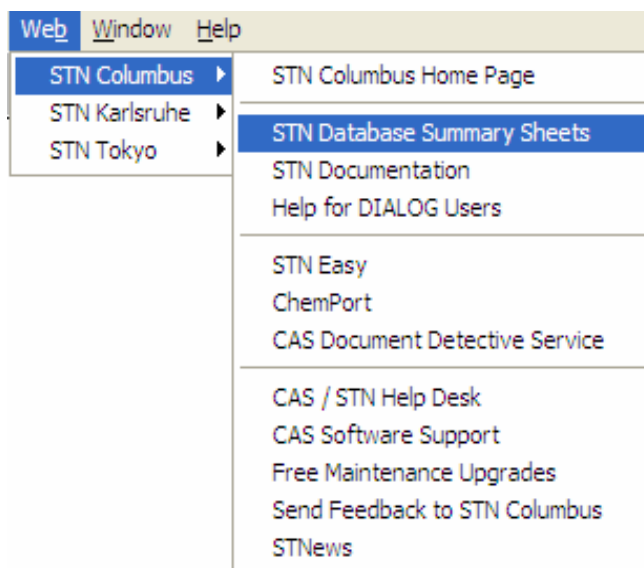 Web Window Help
STN Columbus
STN Karlsruhe
STN Tokyo
STN Columbus Home Page
STN Database Summary Sheets
STN Documentation
Help for DIALOG Users
STN Easy
ChemPort
CAS Document Detective Service
CAS / STN Help Desk
CAS Software Support
Free Maintenance Upgrades
Send Feedback to STN Columbus
STNews